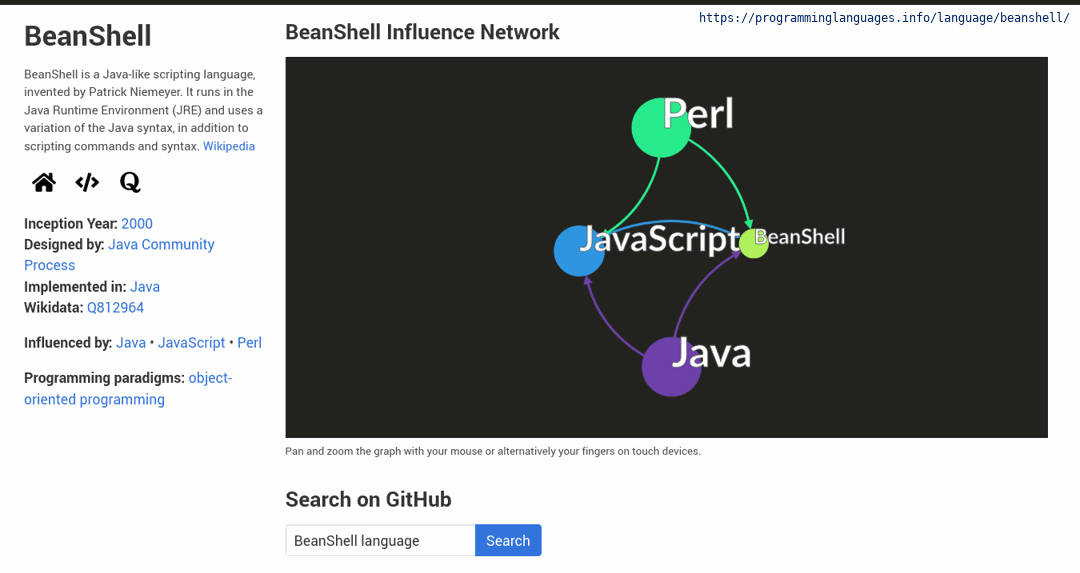 https://programminglanguages.info/language/beanshell/
BeanShell
BeanShell is a Java-like scripting language,
invented by Patrick Niemeyer. It runs in the
Java Runtime Environment (JRE) and uses a
variation of the Java syntax, in addition to
scripting commands and syntax. Wikipedia
Inception Year: 2000
Designed by: Java Community
Process
Implemented in: Java
Wikidata: Q812964
Influenced by: Java • JavaScript • Perl
Programming paradigms: object-
oriented programming
BeanShell Influence Network
Perl
JavaScript
BeanShell
Java
Pan and zoom the graph with your mouse or alternatively your fingers on touch devices.
Search on GitHub
BeanShell language
Search